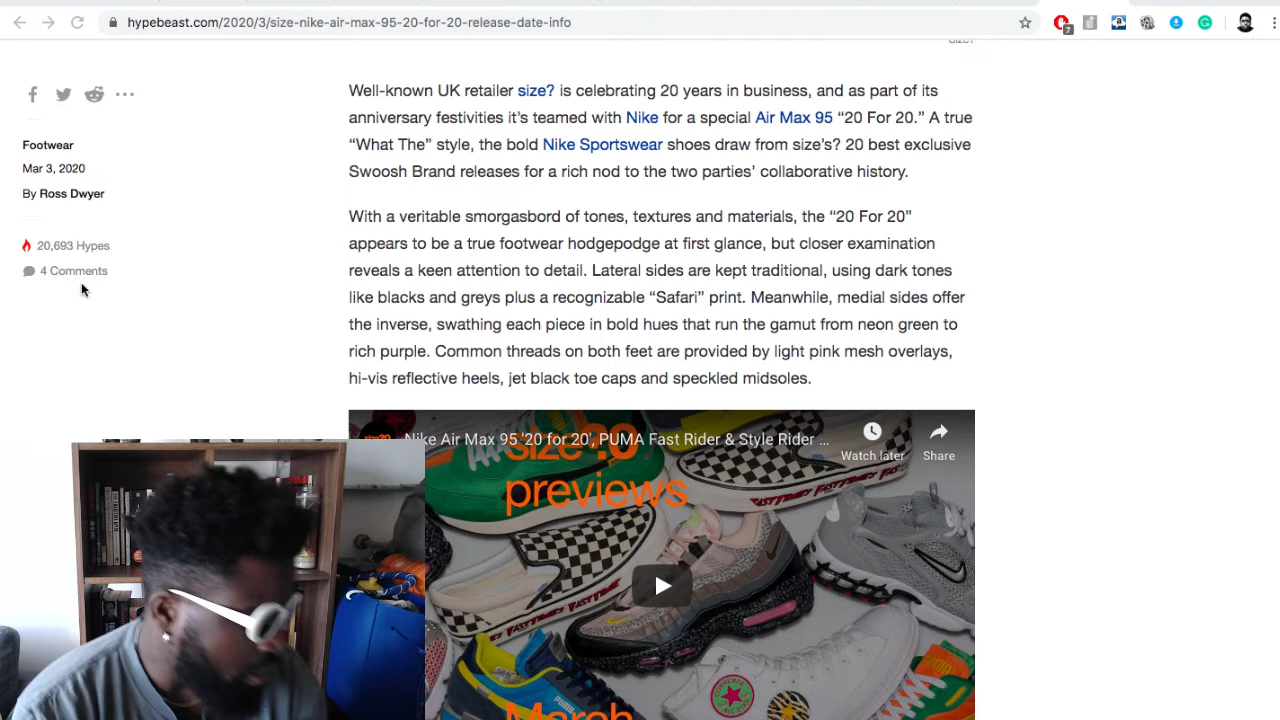 hypebeast.com/2020/3/size-nike-air-max-95-20-for-20-release-date-info
7
Size?
Well-known UK retailer size? is celebrating 20 years in business, and as part of its
anniversary festivities it's teamed with Nike for a special Air Max 95 “20 For 20.” A true
“What The” style, the bold Nike Sportswear shoes draw from size's? 20 best exclusive
Swoosh Brand releases for a rich nod to the two parties' collaborative history.
Footwear
Mar 3, 2020
By Ross Dwyer
20,693 Hypes
4 Comments
With a veritable smorgasbord of tones, textures and materials, the “20 For 20”
appears to be a true footwear hodgepodge at first glance, but closer examination
reveals a keen attention to detail. Lateral sides are kept traditional, using dark tones
like blacks and greys plus a recognizable “Safari” print. Meanwhile, medial sides offer
the inverse, swathing each piece in bold hues that run the gamut from neon green to
rich purple. Common threads on both feet are provided by light pink mesh overlays,
hi-vis reflective heels, jet black toe caps and speckled midsoles.
Nike Air Max 95 '20 for 20', PUMA Fast Rider & Style Rider ...
Watch later
Share
size?20
previews
March